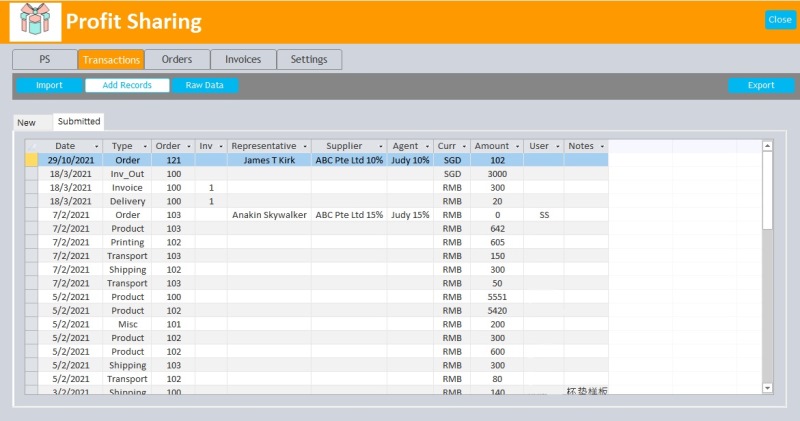 Profit Sharing
Close
PS Transactions Orders Invoices Settings
Import Add Records Raw Data Export
New Submitted
Date Type Order Inv Representative Supplier Agent Curr Amount User Notes
29/10/2021 Order 121 James T Kirk ABC Pte Ltd 10% Judy 10% SGD 102
18/3/2021 Inv_Out 100 SGD 3000
18/3/2021 Invoice 100 1 RMB 300
18/3/2021 Delivery 100 1 RMB 20
7/2/2021 Order 103 Anakin Skywalker ABC Pte Ltd 15% Judy 15% RMB 0 SS
7/2/2021 Product 103 RMB 642
7/2/2021 Printing 102 RMB 605
7/2/2021 Transport 103 RMB 150
7/2/2021 Shipping 102 RMB 300
7/2/2021 Transport 103 RMB 50
5/2/2021 Product 100 RMB 5551
5/2/2021 Product 102 RMB 5420
5/2/2021 Misc 101 RMB 200
5/2/2021 Product 102 RMB 300
5/2/2021 Product 100 RMB 600
5/2/2021 Shipping 103 RMB 300
5/2/2021 Transport 102 RMB 80
3/2/2021 Shipping 100 RMB 140 杯垫样板